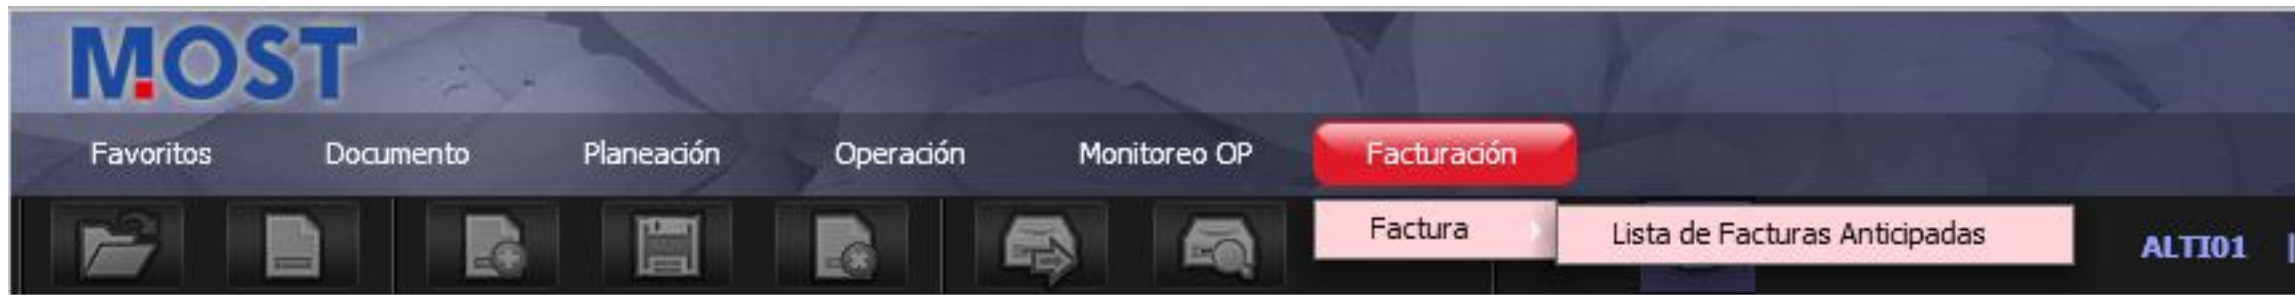 MOST
Favoritos Documento Planeación Operación Monitoreo OP Facturación
Factura Lista de Facturas Anticipadas ALTI01 |